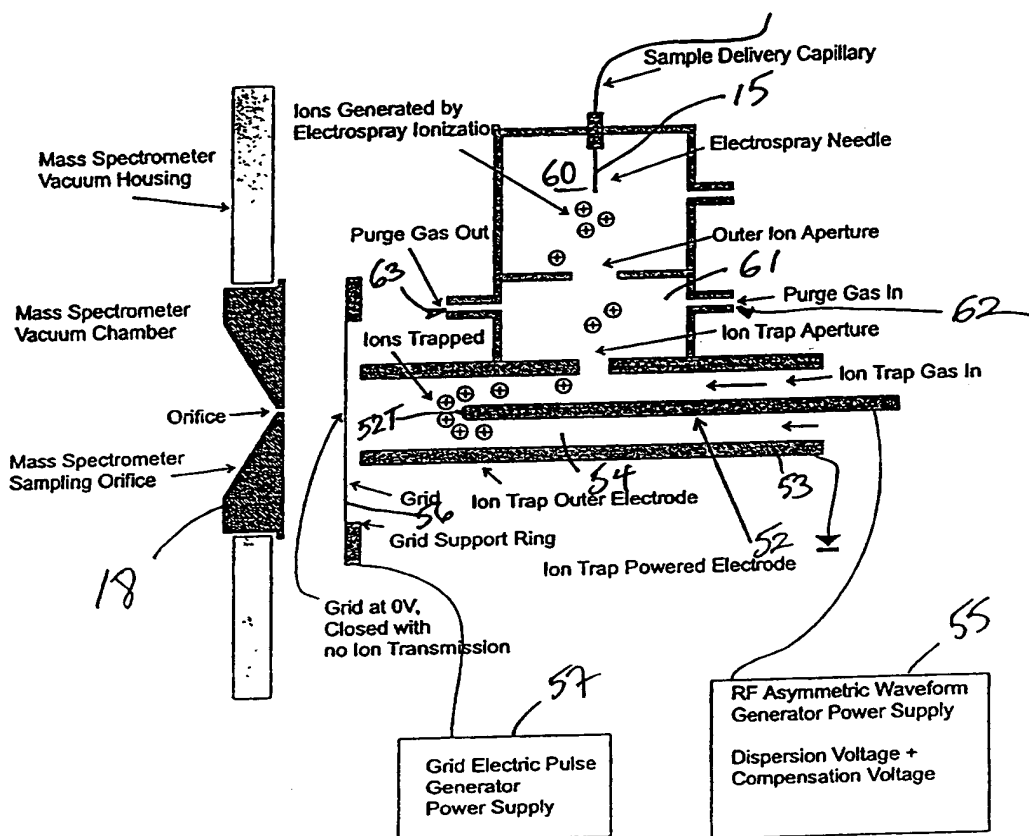 Sample Delivery Capillary
15
Ions Generated by
Electrospray Ionization
Electrospray Needle
60
Mass Spectrometer
Vacuum Housing
Purge Gas Out
Outer Ion Aperture
63
61
Mass Spectrometer
Vacuum Chamber
Purge Gas In
62
Ions Trapped
Ion Trap Aperture
Ion Trap Gas In
Orifice
52T
Mass Spectrometer
Sampling Orifice
54
53
Grid
56
Ion Trap Outer Electrode
Grid Support Ring
52
Ion Trap Powered Electrode
18
Grid at 0V,
Closed with
no Ion Transmission
57
55
RF Asymmetric Waveform
Generator Power Supply
Dispersion Voltage +
Compensation Voltage
Grid Electric Pulse
Generator
Power Supply